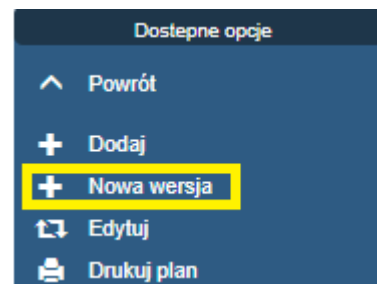 Dostepne opcje
Powrót
Dodaj
Nowa wersja
Edytuj
Drukuj plan